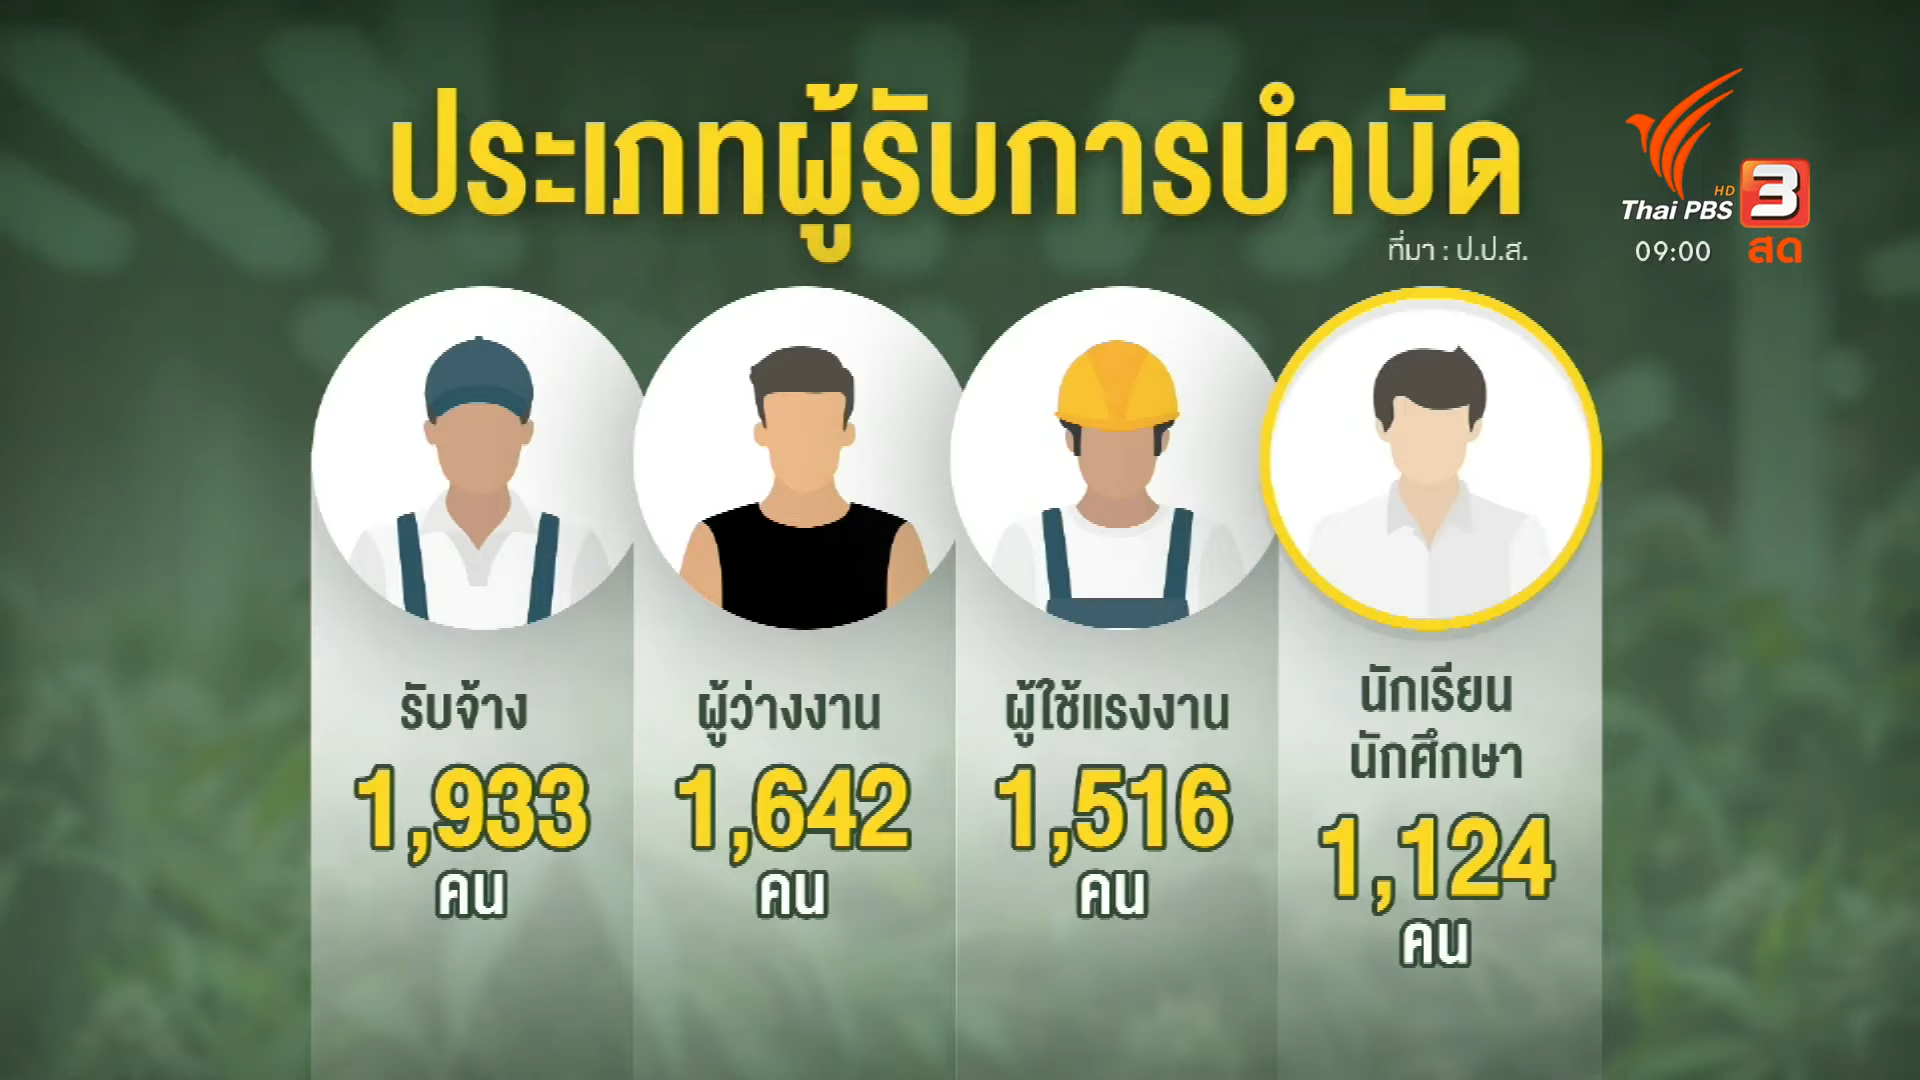 ประเภทผู้รับการบำบัด
ที่มา : ป.ป.ส.
HD
Thai PBS 3
09:00 สด
รับจ้าง
1,933
คน
ผู้ว่างงาน
1,642
คน
ผู้ใช้แรงงาน
1,516
คน
นักเรียน
นักศึกษา
1,124
คน